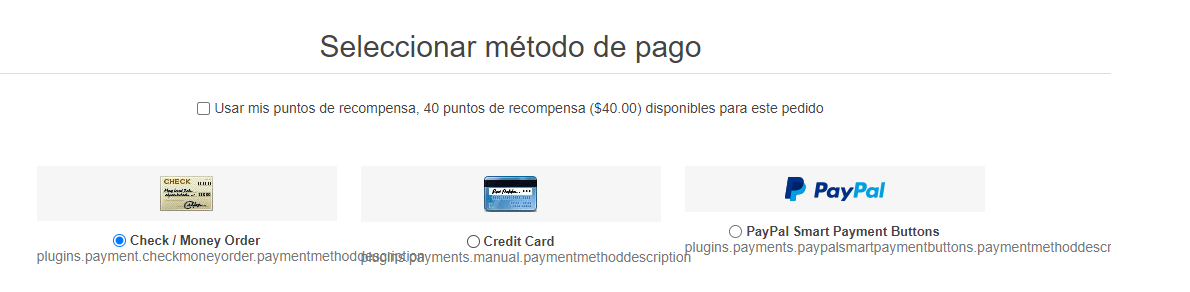 Seleccionar método de pago
Usar mis puntos de recompensa, 40 puntos de recompensa ($40.00) disponibles para este pedido
CHECK
PayPal
Check / Money Order
plugins.payment.checkmoneyorder.paymentmethoddescription
Credit Card
plugins.payments.manual.paymentmethoddescription
PayPal Smart Payment Buttons
plugins.payments.paypalsmartpaymentbuttons.paymentmethoddescr